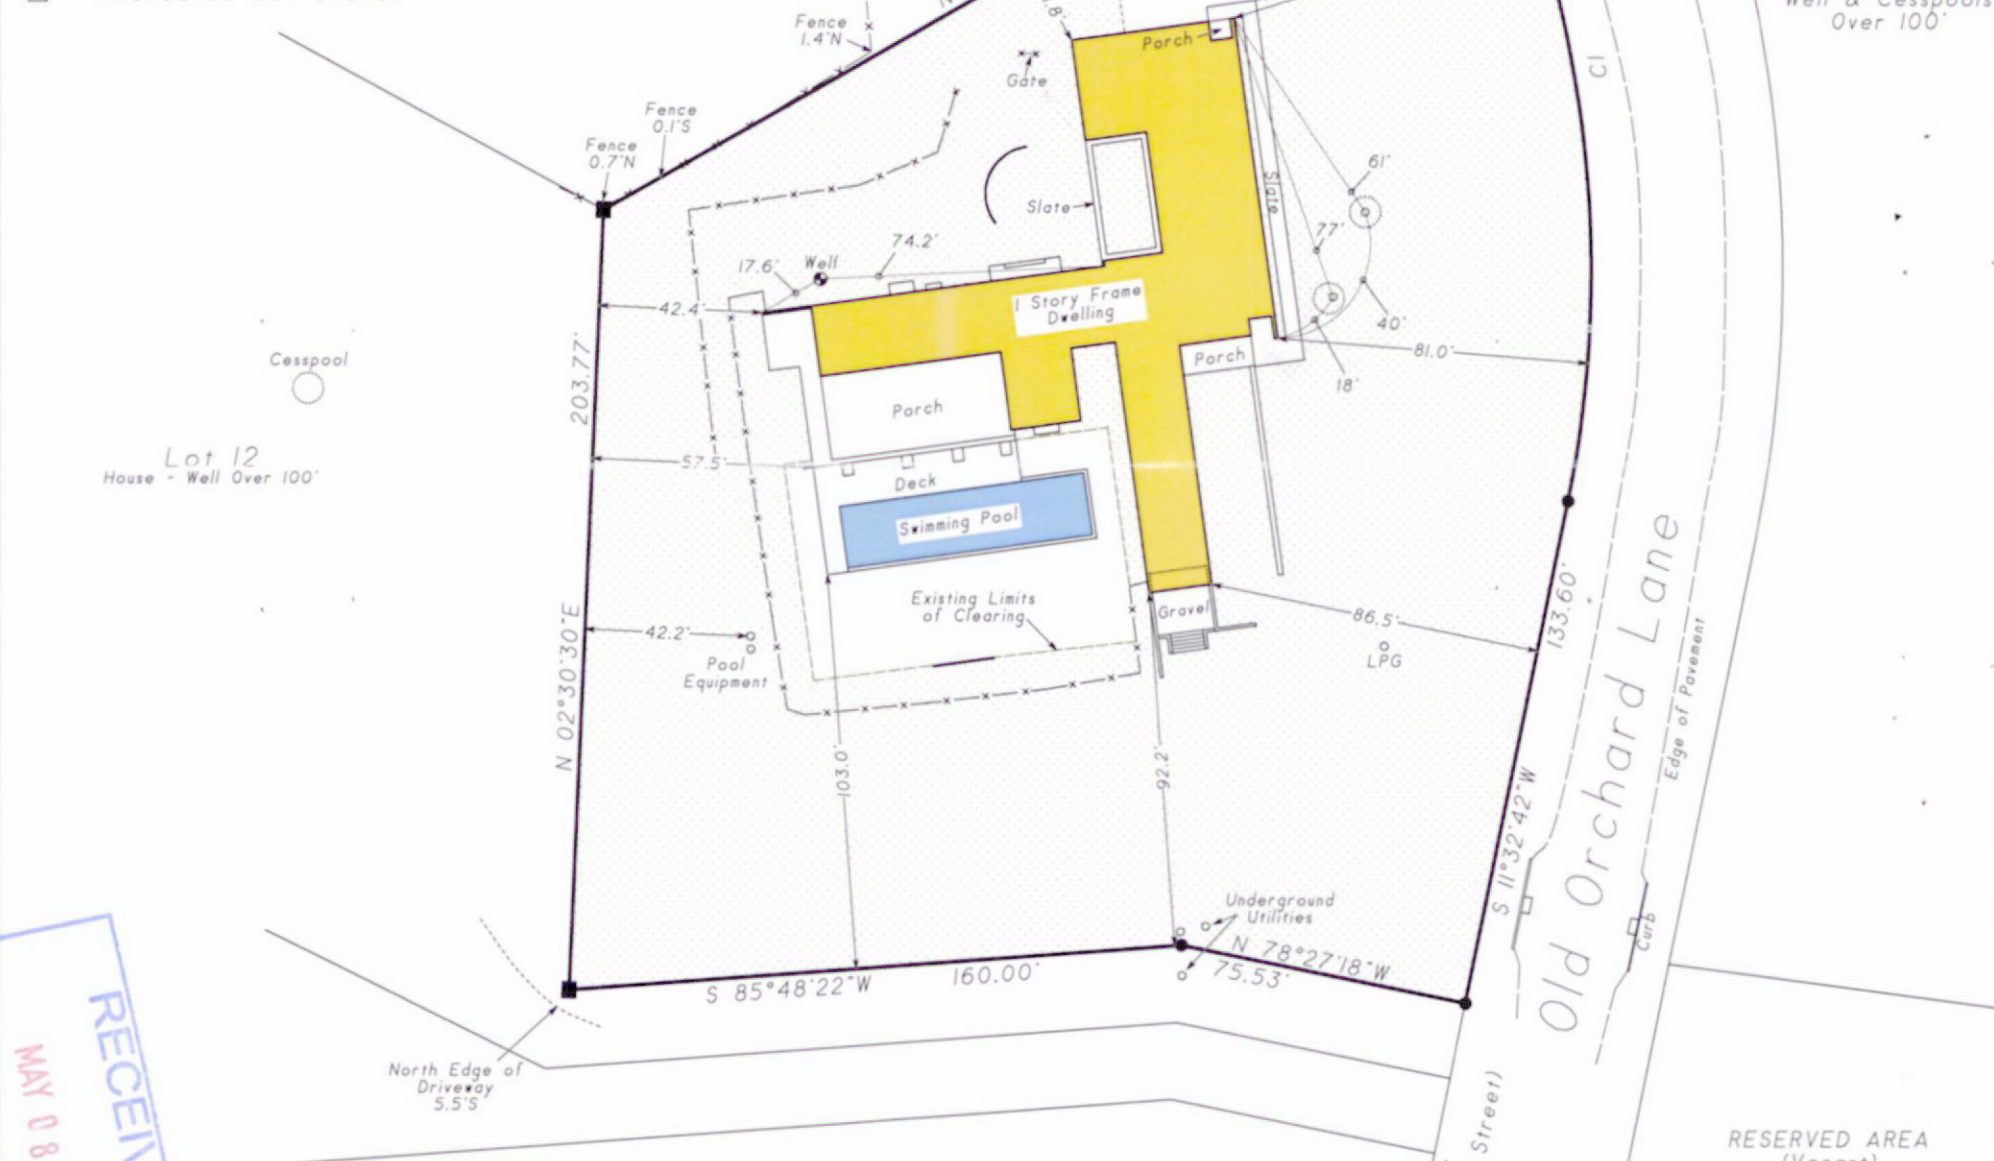 Well & Cesspools
Over 100'
Fence
1.4'N
Porch
Gate
C1
Fence
0.1'S
Fence
0.7'N
61'
Slate
Slate
77'
74.2'
Well
17.6'
1 Story Frame
Dwelling
42.4'
40'
81.0'
Porch
18'
Cesspool
203.77'
Porch
Lot 12
House - Well Over 100'
57.5'
Deck
Swimming Pool
Existing Limits
of Clearing
Gravel
86.5'
133.60'
LPG
42.2'
Pool
Equipment
N 02°30'30"E
Old Orchard Lane
Edge of Pavement
103.0'
92.2'
S 11°32'42"W
Underground
Utilities
Curb
N 78°27'18"W
75.53'
160.00'
S 85°48'22"W
North Edge of
Driveway
5.5'S
RECEIV
MAY 08
Street)
RESERVED AREA